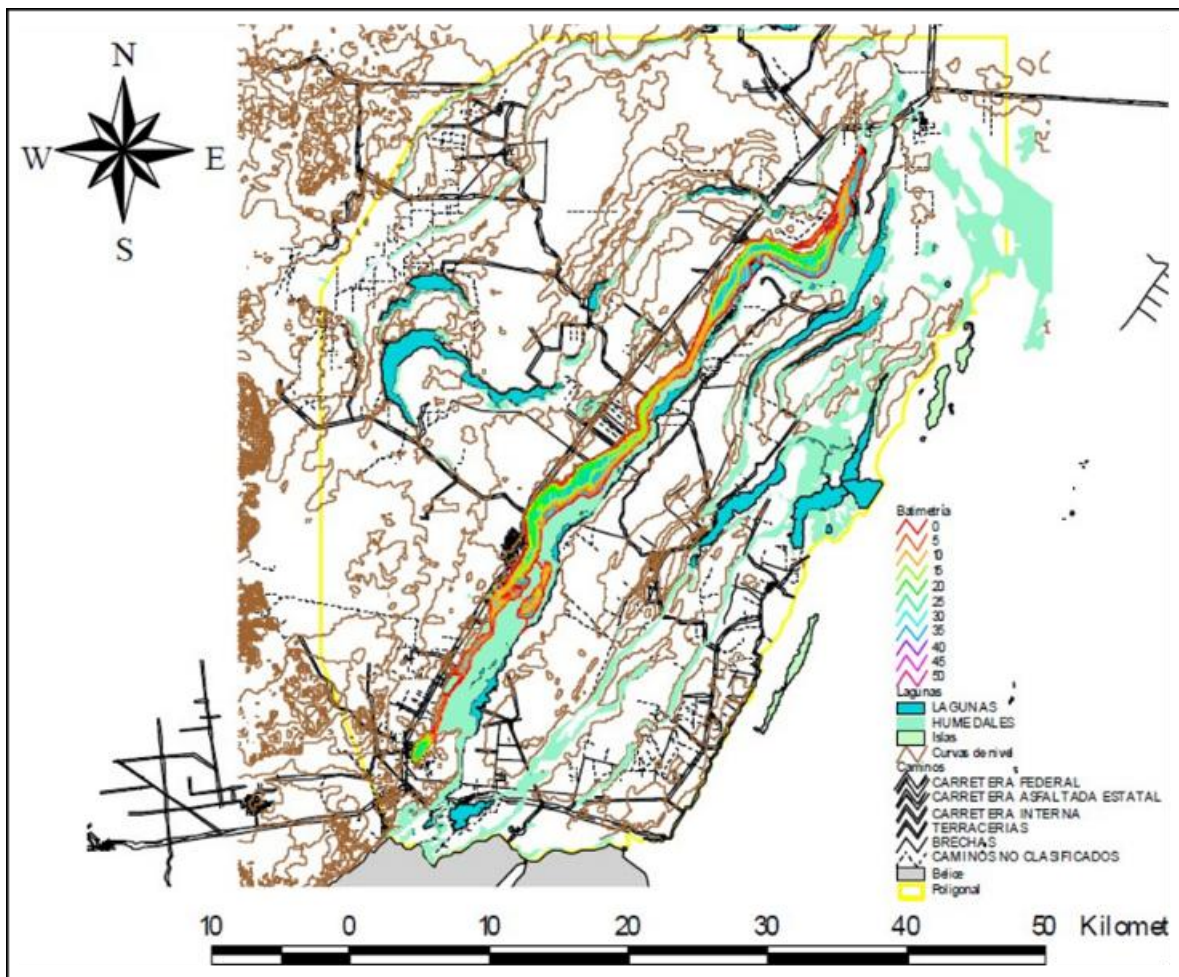 N
W E
S
Batimetría
0
5
10
15
20
25
30
35
40
45
50
Lagunas
LAGUNAS
HUMEDALES
Islas
Curvas de nivel
Caminos
CARRETERA FEDERAL
CARRETERA ASFALTADA ESTATAL
CARRETERA INTERNA
TERRACERIAS
BRECHAS
CAMINOS NO CLASIFICADOS
Belice
Poligonal
10 0 10 20 30 40 50 Kilomet